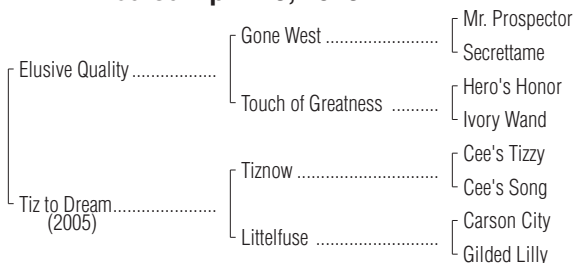 Elusive Quality ..................
Gone West ........................
Mr. Prospector
Secrettame
Touch of Greatness ..........
Hero's Honor
Ivory Wand
Tiz to Dream......................
(2005)
Tiznow ..............................
Cee's Tizzy
Cee's Song
Littelfuse ..........................
Carson City
Gilded Lilly